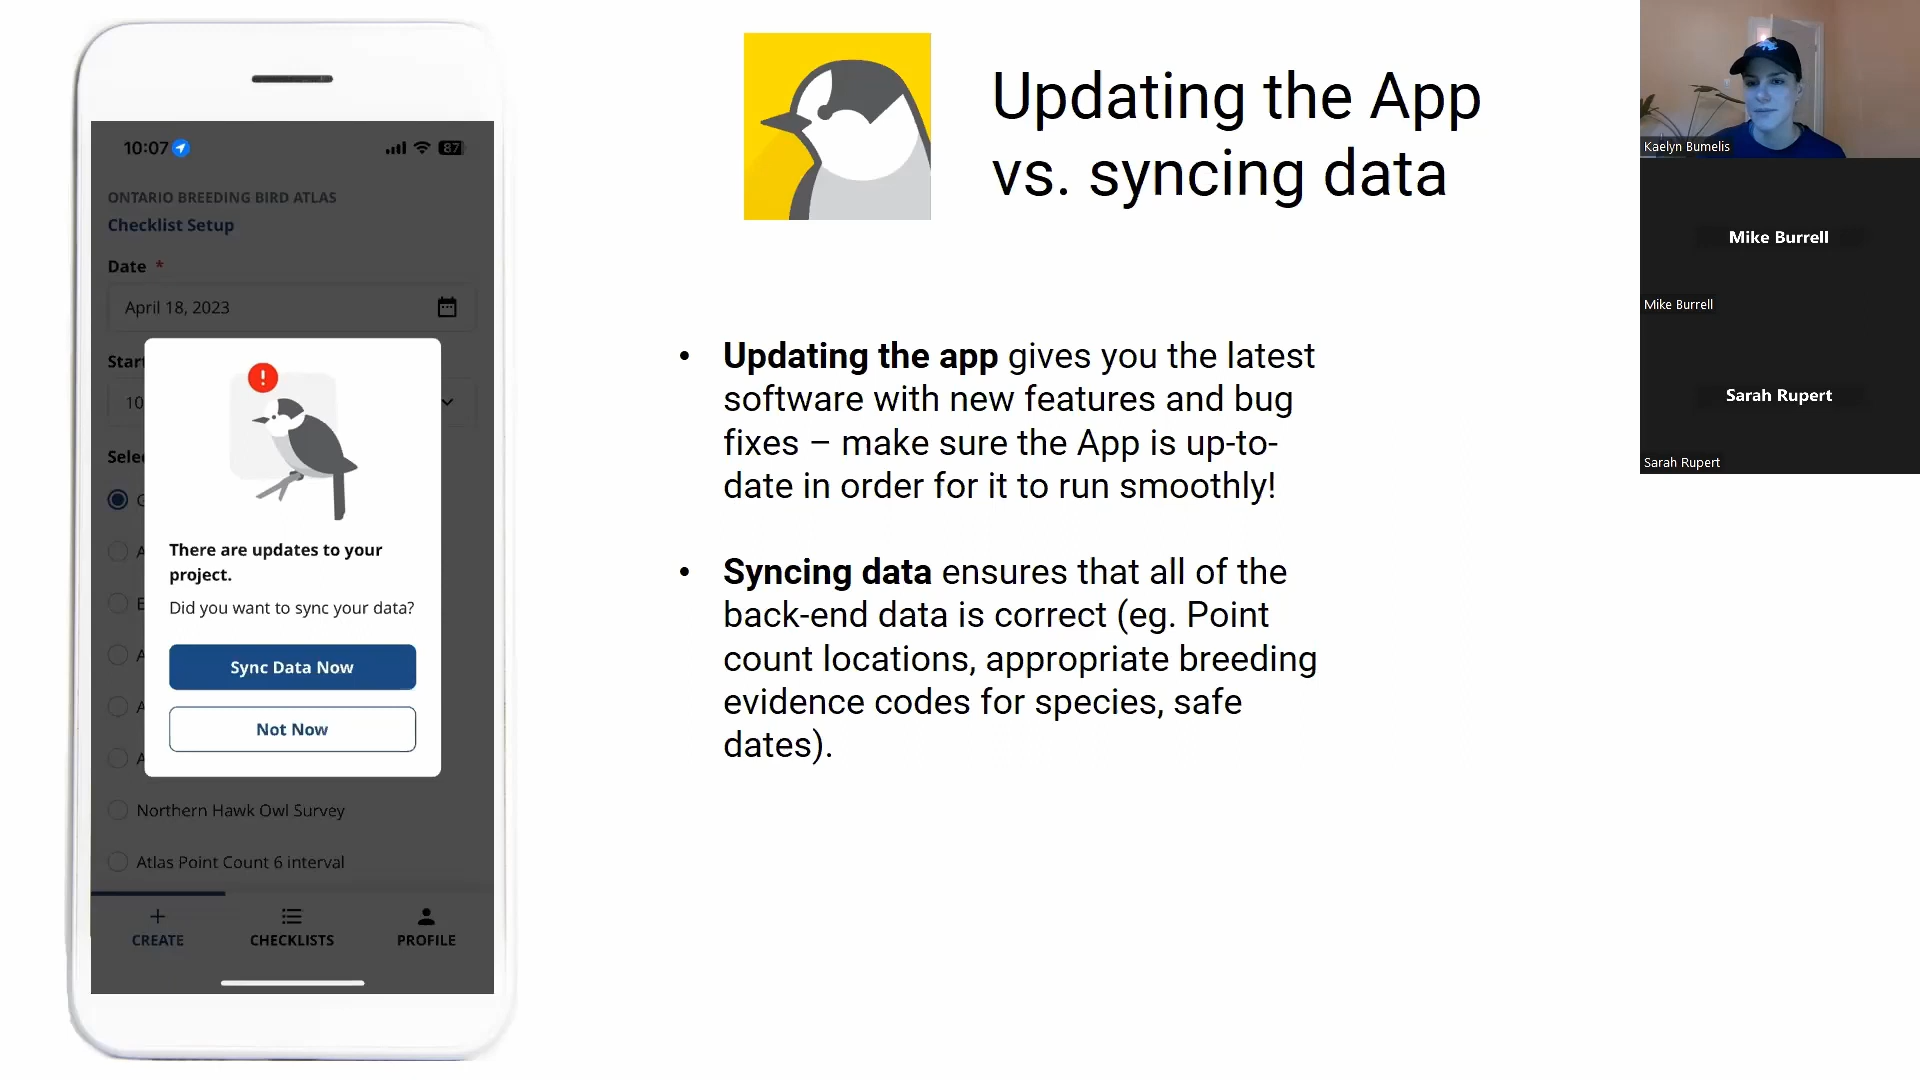 10:07
87
ONTARIO BREEDING BIRD ATLAS
Checklist Setup
Date *
April 18, 2023
There are updates to your
project.
Did you want to sync your data?
Sync Data Now
Not Now
Northern Hawk Owl Survey
Atlas Point Count 6 interval
CREATE
CHECKLISTS
PROFILE
Updating the App
vs. syncing data
• Updating the app gives you the latest
software with new features and bug
fixes – make sure the App is up-to-
date in order for it to run smoothly!
• Syncing data ensures that all of the
back-end data is correct (eg. Point
count locations, appropriate breeding
evidence codes for species, safe
dates).
Kaelyn Bumelis
Mike Burrell
Mike Burrell
Sarah Rupert
Sarah Rupert